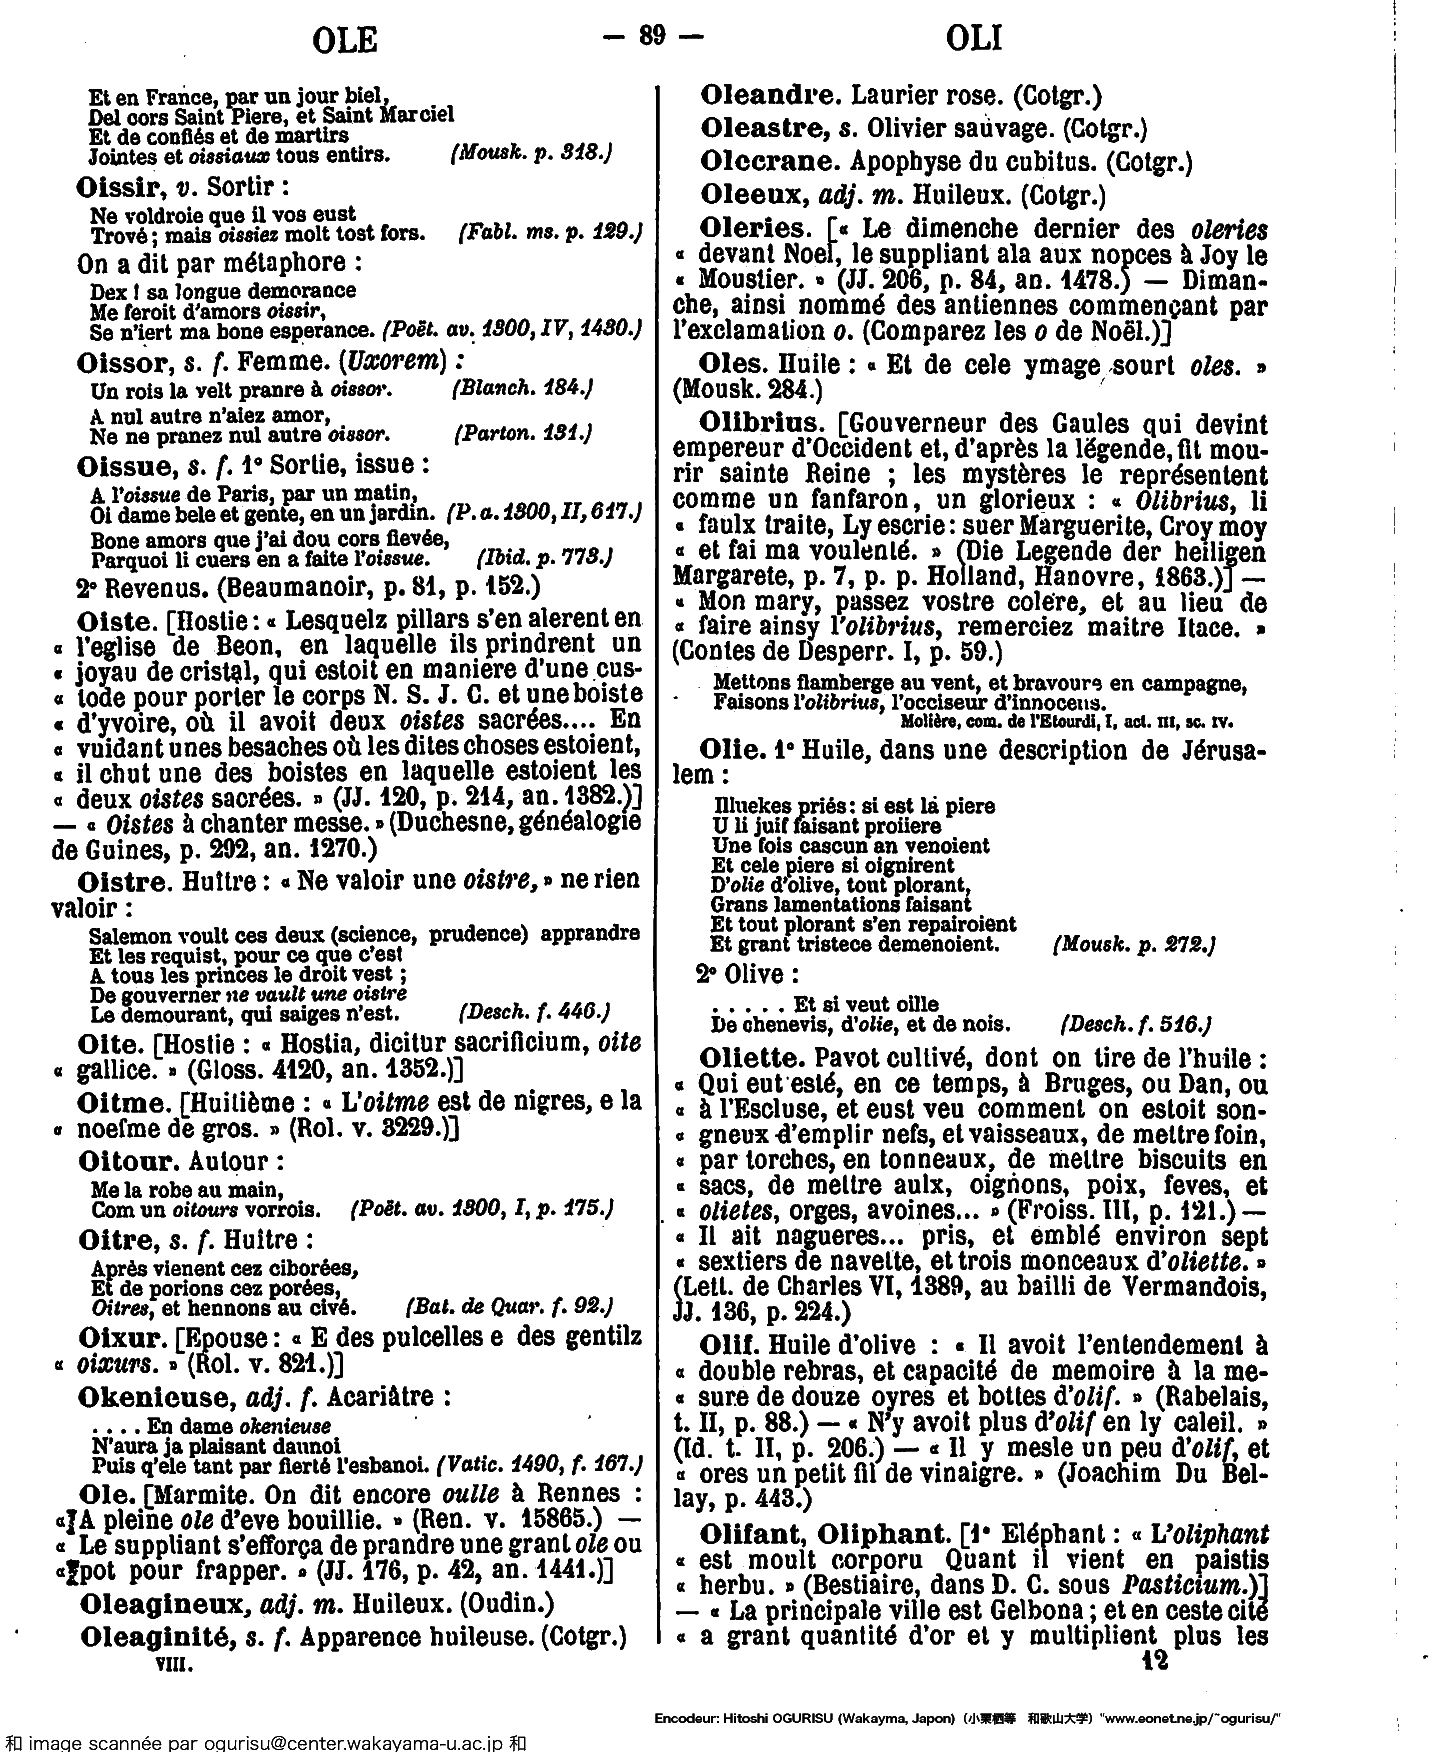 OLE
— 89 —
OLI
Et en France, par un jour biel,
Del cors Saint Piere, et Saint Marciel
Et de confiés et de martirs
Jointes et oissiaux tous entirs. (Mousk. p. 318.)
Oissir, v. Sortir :
Ne voldroie que il vos eust
Trové ; mais oissiez molt tost fors. (Fabl. ms. p. 129.)
On a dit par métaphore :
Dex ! sa longue demorance
Me feroit d'amors oissir,
Se n'iert ma bone esperance. (Poët. av. 1300, IV, 1430.)
Oissor, s. f. Femme. (Uxorem) :
Un rois la velt pranre à oissor. (Blanch. 184.)
A nul autre n'aiez amor,
Ne ne pranez nul autre oissor. (Parton. 131.)
Oissue, s. f. 1° Sortie, issue :
A l'oissue de Paris, par un matin,
Oi dame bele et gente, en un jardin. (P. a. 1300, II, 617.)
Bone amors que j'ai dou cors fievée,
Parquoi li cuers en a faite l'oissue. (Ibid. p. 773.)
2° Revenus. (Beaumanoir, p. 81, p. 152.)
Oiste. [Hostie : « Lesquelz pillars s'en alerent en
« l'eglise de Beon, en laquelle ils prindrent un
« joyau de cristal, qui estoit en maniere d'une cus-
« tode pour porter le corps N. S. J. C. et une boiste
« d'yvoire, où il avoit deux oistes sacrées.... En
« vuidant unes besaches où les dites choses estoient,
« il chut une des boistes en laquelle estoient les
« deux oistes sacrées. » (JJ. 120, p. 214, an. 1382.)]
— « Oistes à chanter messe. » (Duchesne, généalogie
de Guines, p. 292, an. 1270.)
Oistre. Huître : « Ne valoir une oistre, » ne rien
valoir :
Salemon voult ces deux (science, prudence) apprandre
Et les requist, pour ce que c'est
A tous les princes le droit vest ;
De gouverner ne vault une oistre
Le demourant, qui saiges n'est. (Desch. f. 446.)
Oite. [Hostie : « Hostia, dicitur sacrificium, oite
« gallice. » (Gloss. 4120, an. 1352.)]
Oitme. [Huitième : « L'oitme est de nigres, e la
« noefme de gros. » (Rol. v. 3229.)]
Oitour. Autour :
Me la robe au main,
Com un oitours vorrois. (Poët. av. 1300, I, p. 175.)
Oitre, s. f. Huître :
Après vienent cez ciborées,
Et de porions cez porées,
Oitres, et hennons au civé. (Bat. de Quar. f. 92.)
Oixur. [Epouse : « E des pulcelles e des gentilz
« oixurs. » (Rol. v. 821.)]
Okenieuse, adj. f. Acariâtre :
. . . . En dame okenieuse
N'aura ja plaisant daunoi
Puis q'ele tant par fierté l'esbanoi. (Vatic. 1490, f. 167.)
Ole. [Marmite. On dit encore oulle à Rennes :
« A pleine ole d'eve bouillie. » (Ren. v. 15865.) —
« Le suppliant s'efforça de prandre une grant ole ou
« pot pour frapper. » (JJ. 176, p. 42, an. 1441.)]
Oleagineux, adj. m. Huileux. (Oudin.)
Oleaginité, s. f. Apparence huileuse. (Cotgr.)
VIII.
Oleandre. Laurier rose. (Cotgr.)
Oleastre, s. Olivier sauvage. (Cotgr.)
Olecrane. Apophyse du cubitus. (Cotgr.)
Oleeux, adj. m. Huileux. (Cotgr.)
Oleries. [« Le dimenche dernier des oleries
« devant Noel, le suppliant ala aux nopces à Joy le
« Moustier. » (JJ. 206, p. 84, an. 1478.) — Diman-
che, ainsi nommé des antiennes commençant par
l'exclamation o. (Comparez les o de Noël.)]
Oles. Huile : « Et de cele ymage sourt oles. »
(Mousk. 284.)
Olibrius. [Gouverneur des Gaules qui devint
empereur d'Occident et, d'après la légende, fit mou-
rir sainte Reine ; les mystères le représentent
comme un fanfaron, un glorieux : « Olibrius, li
« faulx traite, Ly escrie : suer Marguerite, Croy moy
« et fai ma voulenté. » (Die Legende der heiligen
Margarete, p. 7, p. p. Holland, Hanovre, 1863.)] —
« Mon mary, passez vostre colere, et au lieu de
« faire ainsy l'olibrius, remerciez maitre Itace. »
(Contes de Desperr. I, p. 59.)
Mettons flamberge au vent, et bravoure en campagne,
Faisons l'olibrius, l'occiseur d'innocens.
Molière, com. de l'Etourdi, I, act. III, sc. IV.
Olie. 1° Huile, dans une description de Jérusa-
lem :
Illuekes priés : si est la piere
U li juif faisant proiiere
Une fois cascun an venoient
Et cele piere si oignirent
D'olie d'olive, tout plorant,
Grans lamentations faisant
Et tout plorant s'en repairoient
Et grant tristece demenoient. (Mousk. p. 272.)
2° Olive :
. . . . . Et si veut oille
De chenevis, d'olie, et de nois. (Desch. f. 516.)
Oliette. Pavot cultivé, dont on tire de l'huile :
« Qui eut esté, en ce temps, à Bruges, ou Dan, ou
« à l'Escluse, et eust veu comment on estoit son-
« gneux d'emplir nefs, et vaisseaux, de mettre foin,
« par torches, en tonneaux, de mettre biscuits en
« sacs, de mettre aulx, oignons, poix, feves, et
« olietes, orges, avoines... » (Froiss. III, p. 121.) —
« Il ait nagueres... pris, et emblé environ sept
« sextiers de navette, et trois monceaux d'oliette. »
(Lett. de Charles VI, 1389, au bailli de Vermandois,
JJ. 136, p. 224.)
Olif. Huile d'olive : « Il avoit l'entendement à
« double rebras, et capacité de memoire à la me-
« sure de douze oyres et bottes d'olif. » (Rabelais,
t. II, p. 88.) — « N'y avoit plus d'olif en ly caleil. »
(Id. t. II, p. 206.) — « Il y mesle un peu d'olif, et
« ores un petit fil de vinaigre. » (Joachim Du Bel-
lay, p. 443.)
Olifant, Oliphant. [1° Eléphant : « L'oliphant
« est moult corporu Quant il vient en paistis
« herbu. » (Bestiaire, dans D. C. sous Pasticium.)]
— « La principale ville est Gelbona ; et en ceste cité
« a grant quantité d'or et y multiplient plus les
12
Encodeur: Hitoshi OGURISU (Wakayma, Japon) (小栗栖等 和歌山大学) "www.eonet.ne.jp/~ogurisu/"
和 image scannée par ogurisu@center.wakayama-u.ac.jp 和